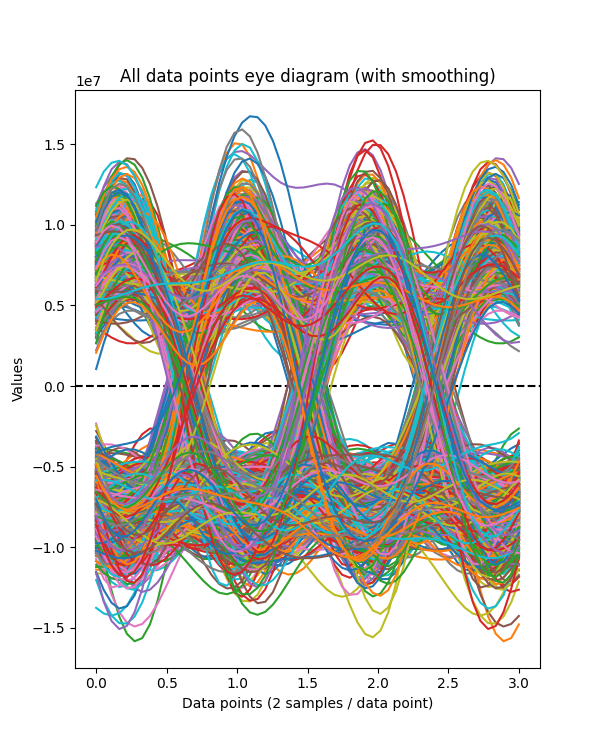 All data points eye diagram (with smoothing)
1e7
1.5
1.0
0.5
0.0
−0.5
−1.0
−1.5
Values
0.0 0.5 1.0 1.5 2.0 2.5 3.0
Data points (2 samples / data point)